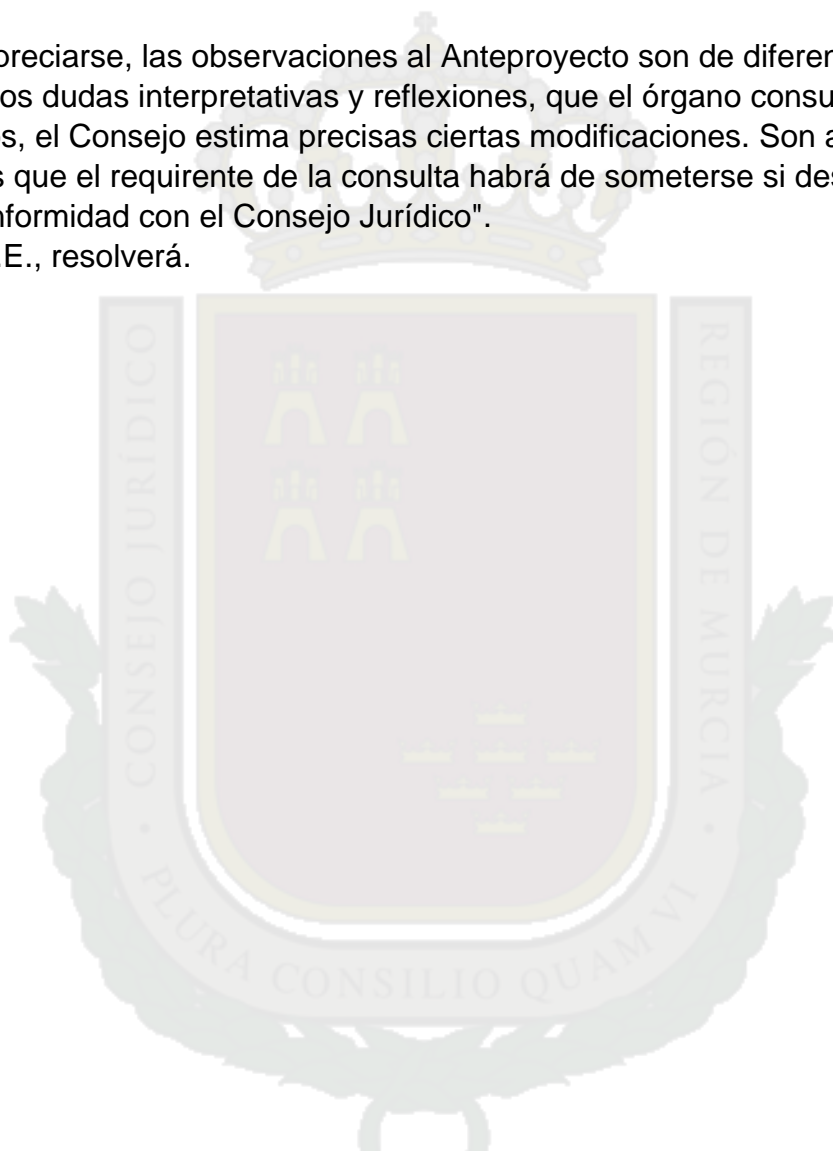 preciarse, las observaciones al Anteproyecto son de diferen
os dudas interpretativas y reflexiones, que el órgano consu
s, el Consejo estima precisas ciertas modificaciones. Son a
s que el requirente de la consulta habrá de someterse si des
nformidad con el Consejo Jurídico".
.E., resolverá.
CONSEJO JURÍDICO
REGIÓN DE MURCIA
PLURA CONSILIO QUAM VI